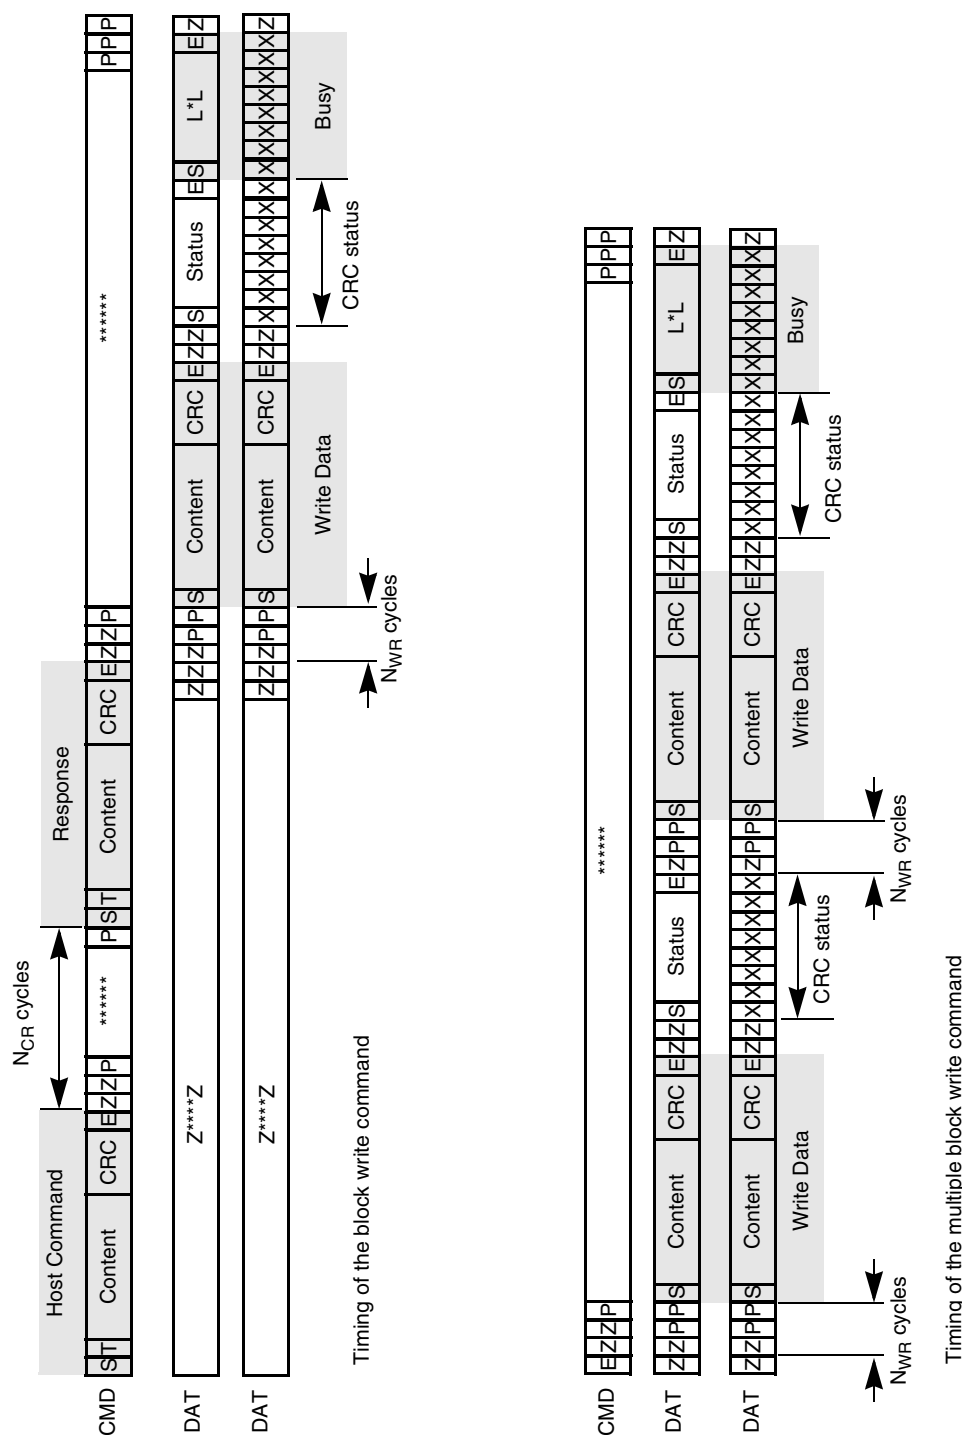 Host Command
N_CR cycles
Response
CMD S T Content CRC E Z Z P ****** P S T Content CRC E Z Z P ****** P P P
DAT Z****Z Z Z Z P P S Content CRC E Z Z S Status E S L*L E Z
DAT Z****Z Z Z Z P P S Content CRC E Z Z X X X X X X X X X X X X X X X X Z
N_WR cycles
Write Data
CRC status
Busy
Timing of the block write command
CMD E Z Z P ****** P P P
DAT Z Z P P S Content CRC E Z Z S Status E Z P P S Content CRC E Z Z S Status E S L*L E Z
DAT Z Z P P S Content CRC E Z Z X X X X X X X X Z P P S Content CRC E Z Z X X X X X X X X X X X X X X X X Z
Write Data
CRC status
Write Data
CRC status
Busy
N_WR cycles
N_WR cycles
Timing of the multiple block write command